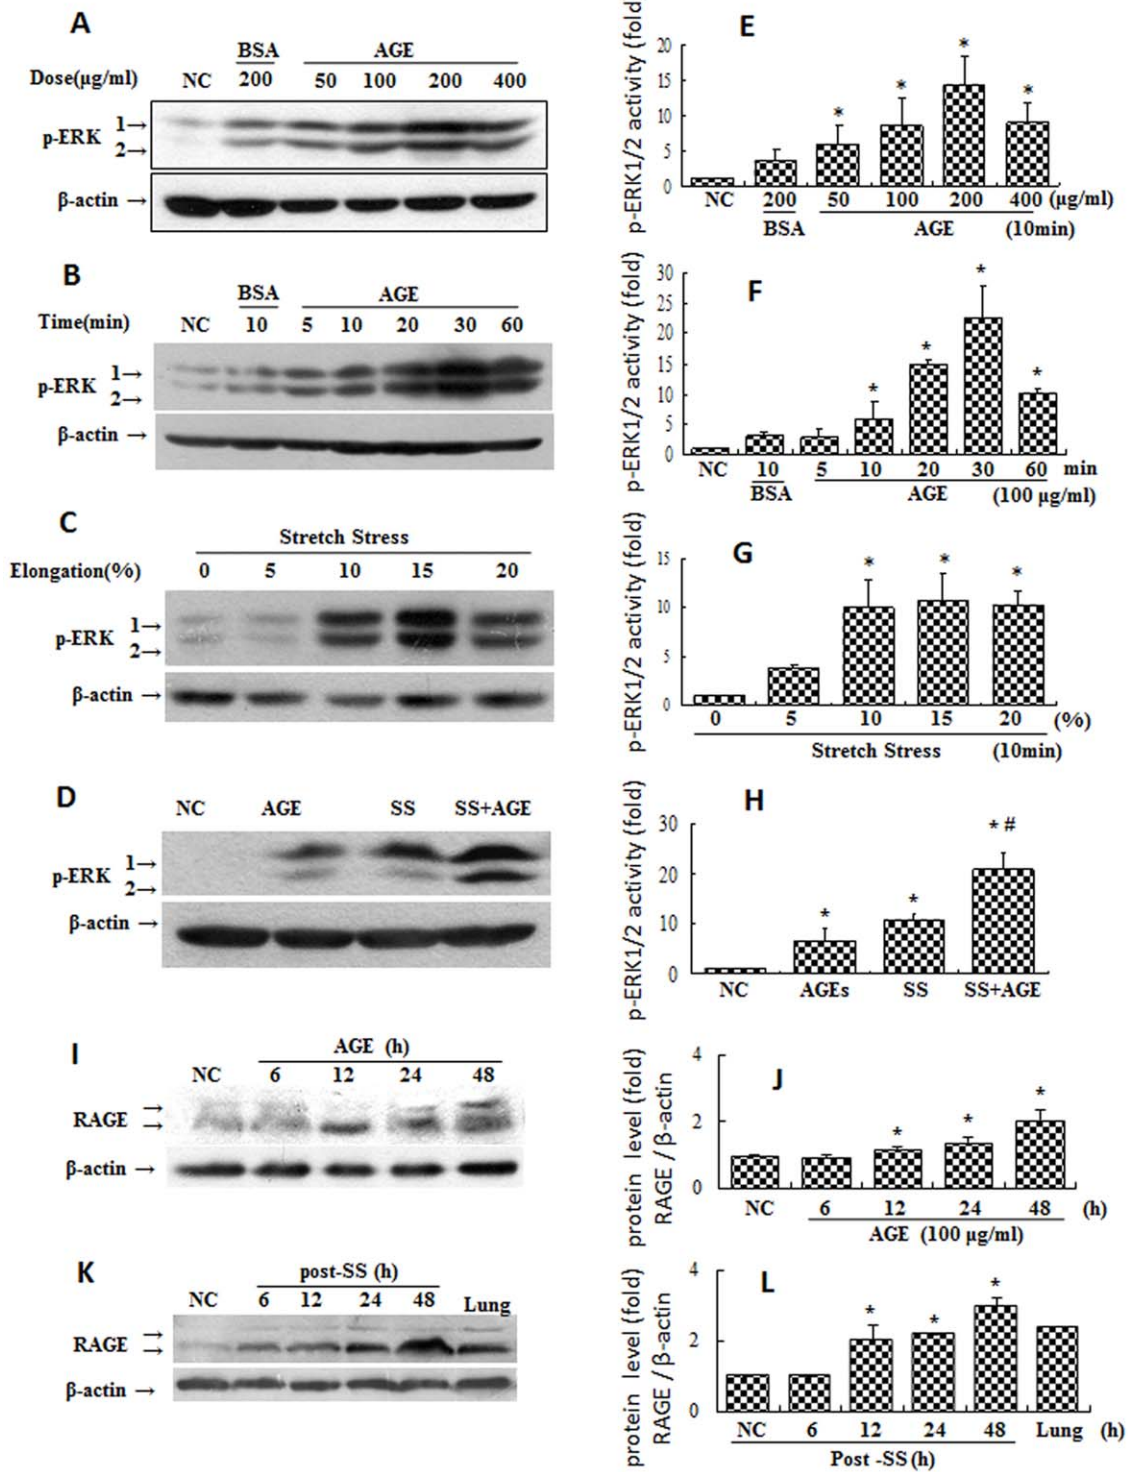 A
BSA AGE
Dose(µg/ml) NC 200 50 100 200 400
p-ERK 1→
2→
β-actin →
E
p-ERK1/2 activity (fold)
20
15
10
5
0
* * * *
NC 200 50 100 200 400 (µg/ml)
BSA AGE (10min)
B
BSA AGE
Time(min) NC 10 5 10 20 30 60
p-ERK 1→
2→
β-actin →
F
p-ERK1/2 activity (fold)
30
25
20
15
10
5
0
* * * *
NC 10 5 10 20 30 60 min
BSA AGE (100 µg/ml)
C
Stretch Stress
Elongation(%) 0 5 10 15 20
p-ERK 1→
2→
β-actin →
G
p-ERK1/2 activity (fold)
15
10
5
0
* * *
0 5 10 15 20 (%)
Stretch Stress (10min)
D
NC AGE SS SS+AGE
p-ERK 1→
2→
β-actin →
H
p-ERK1/2 activity (fold)
30
20
10
0
* * * #
NC AGEs SS SS+AGE
I
AGE (h)
NC 6 12 24 48
RAGE →
→
β-actin →
J
protein level (fold)
RAGE / β-actin
4
2
0
* * *
NC 6 12 24 48 (h)
AGE (100 µg/ml)
K
post-SS (h)
NC 6 12 24 48 Lung
RAGE →
→
β-actin →
L
protein level (fold)
RAGE / β-actin
4
2
0
* * *
NC 6 12 24 48 Lung (h)
Post -SS(h)